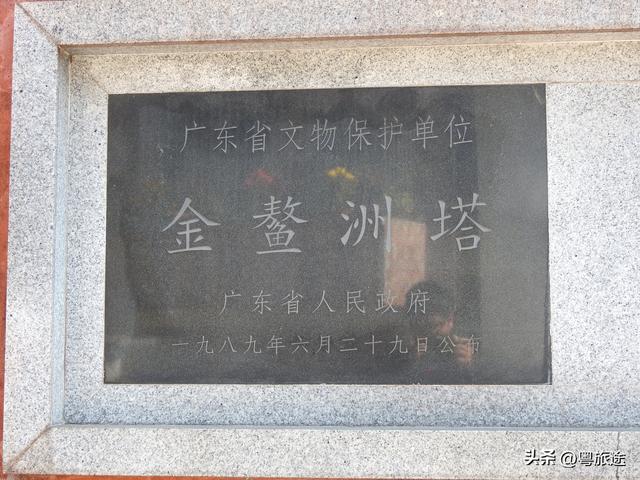 广东省文物保护单位
金鳌洲塔
广东省人民政府
一九八九年六月二十九日公布
头条 @粤旅途